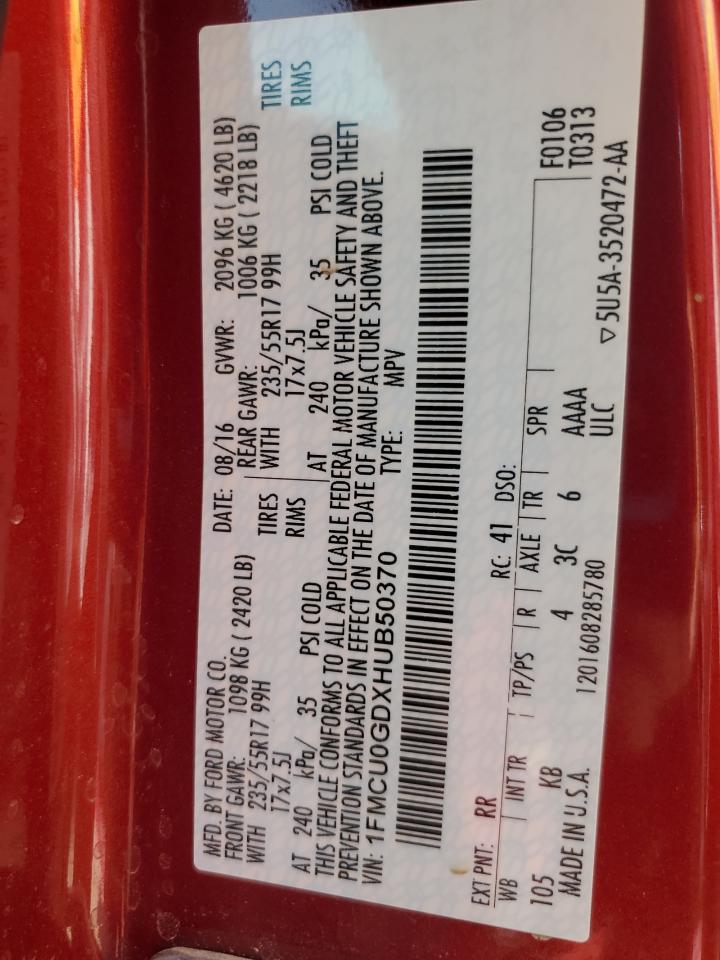 MFD. BY FORD MOTOR CO.
DATE: 08/16 GVWR: 2096 KG ( 4620 LB)
FRONT GAWR: 1098 KG ( 2420 LB) REAR GAWR: 1006 KG ( 2218 LB)
WITH 235/55R17 99H TIRES WITH 235/55R17 99H TIRES
17x7.5J RIMS 17x7.5J RIMS
AT 240 kPa/ 35 PSI COLD AT 240 kPa/ 35 PSI COLD
THIS VEHICLE CONFORMS TO ALL APPLICABLE FEDERAL MOTOR VEHICLE SAFETY AND THEFT
PREVENTION STANDARDS IN EFFECT ON THE DATE OF MANUFACTURE SHOWN ABOVE.
VIN: 1FMCU0GDXHUB50370 TYPE: MPV
EXT PNT: RR RC: 41 DSO:
WB INT TR TP/PS R AXLE TR SPR F0106
105 KB 4 3C 6 AAAA T0313
MADE IN U.S.A. 1201608285780 ULC ▽5U5A-3520472-AA